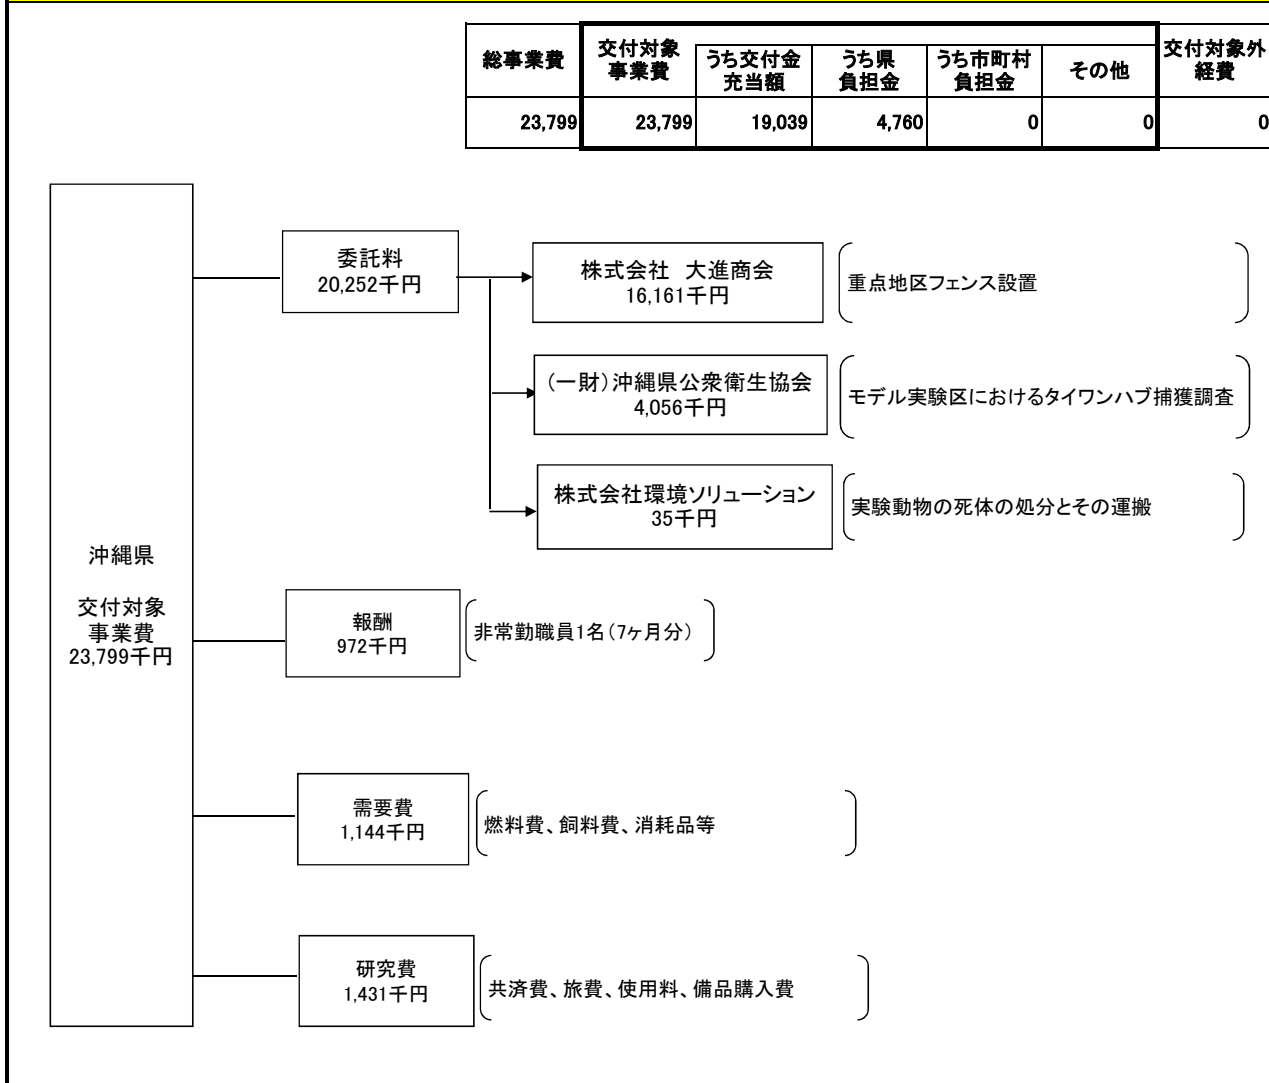 総事業費
交付対象
事業費
うち交付金
充当額
うち県
負担金
うち市町村
負担金
その他
交付対象外
経費
23,799
23,799
19,039
4,760
0
0
0
沖縄県
交付対象
事業費
23,799千円
委託料
20,252千円
株式会社 大進商会
16,161千円
重点地区フェンス設置
(一財)沖縄県公衆衛生協会
4,056千円
モデル実験区におけるタイワンハブ捕獲調査
株式会社環境ソリューション
35千円
実験動物の死体の処分とその運搬
報酬
972千円
非常勤職員1名(7ヶ月分)
需要費
1,144千円
燃料費、飼料費、消耗品等
研究費
1,431千円
共済費、旅費、使用料、備品購入費